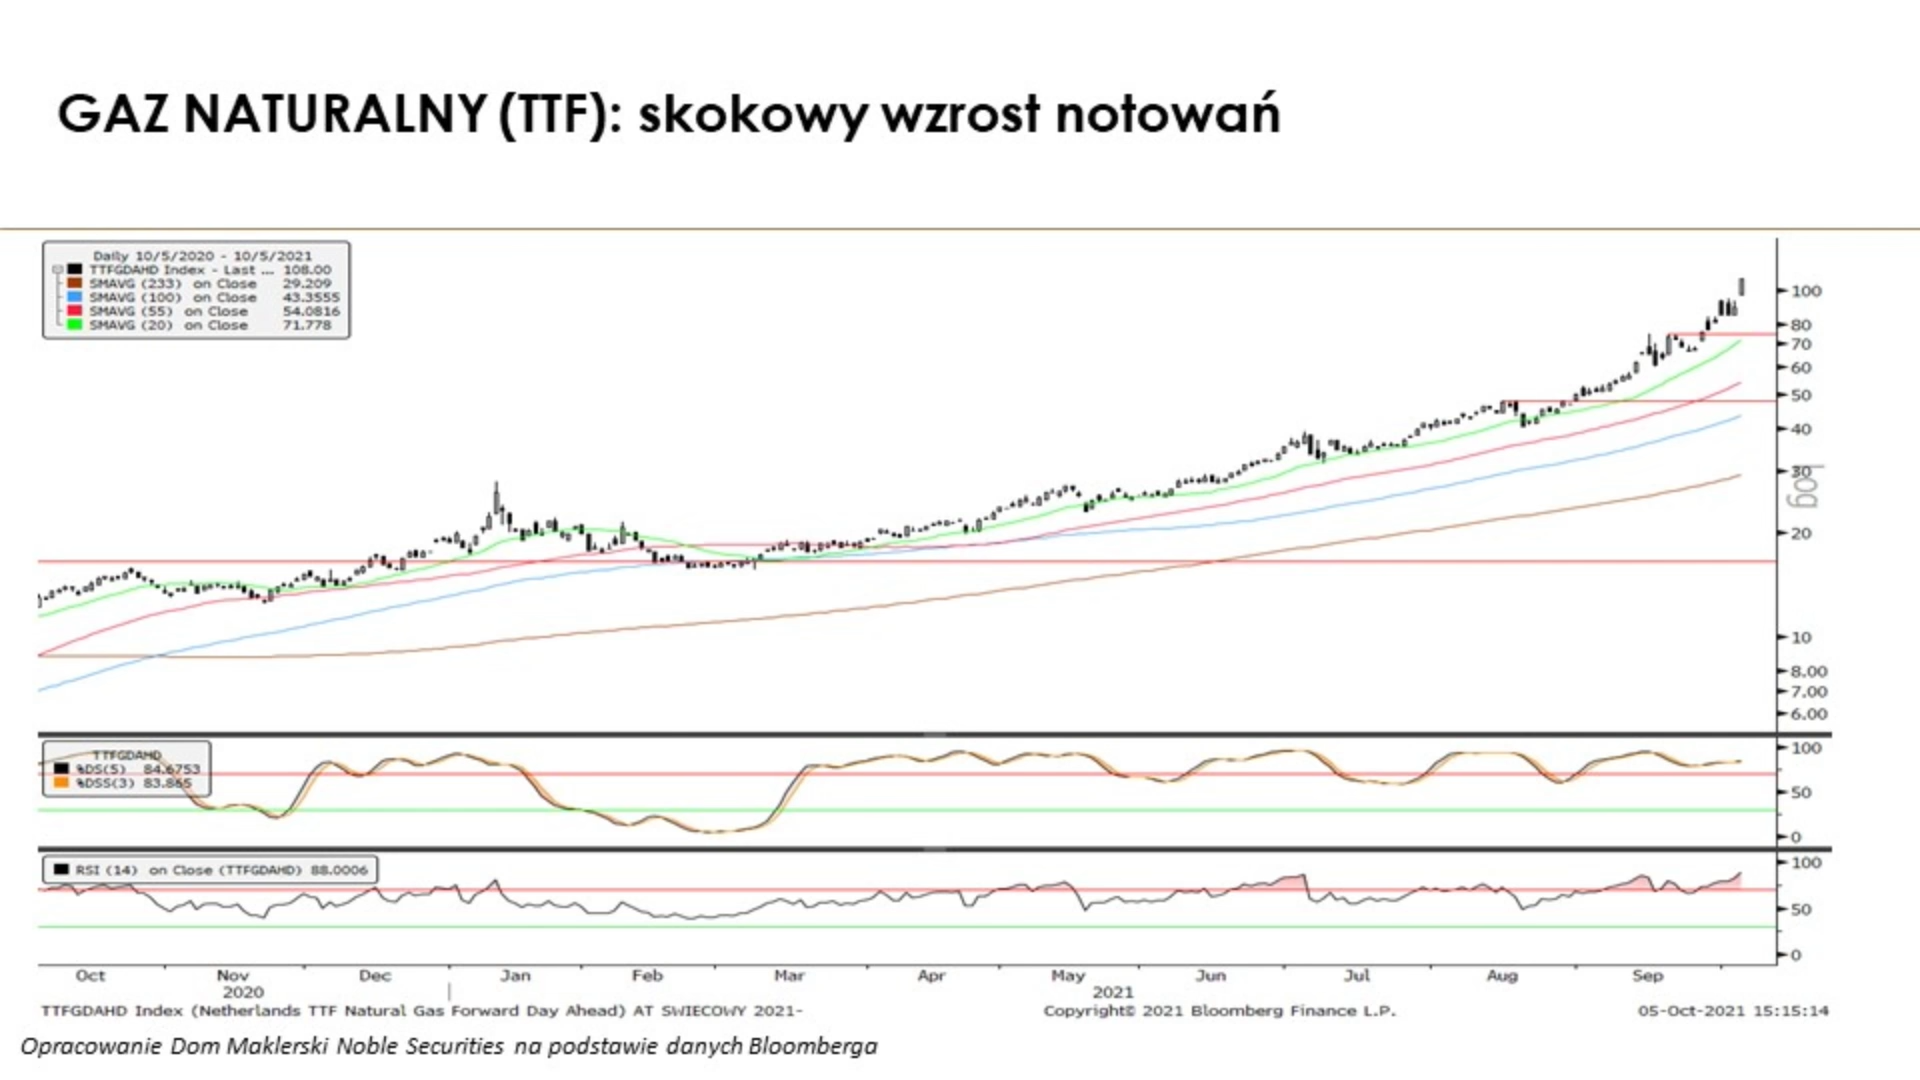 GAZ NATURALNY (TTF): skokowy wzrost notowań
Daily 10/5/2020 - 10/5/2021
TTFGDAHD Index - Last ... 108.00
SMAVG (233) on Close 29.209
SMAVG (100) on Close 43.3555
SMAVG (55) on Close 54.0816
SMAVG (20) on Close 71.778
100
80
70
60
50
40
30
Log
20
10
8.00
7.00
6.00
TTFGDAHD
%DS(5) 84.6753
%DSS(3) 83.865
100
50
0
RSI (14) on Close (TTFGDAHD) 88.0006
100
50
0
Oct Nov Dec Jan Feb Mar Apr May Jun Jul Aug Sep
2020 2021
TTFGDAHD Index (Netherlands TTF Natural Gas Forward Day Ahead) AT SWIECOWY 2021- Copyright© 2021 Bloomberg Finance L.P. 05-Oct-2021 15:15:14
Opracowanie Dom Maklerski Noble Securities na podstawie danych Bloomberga